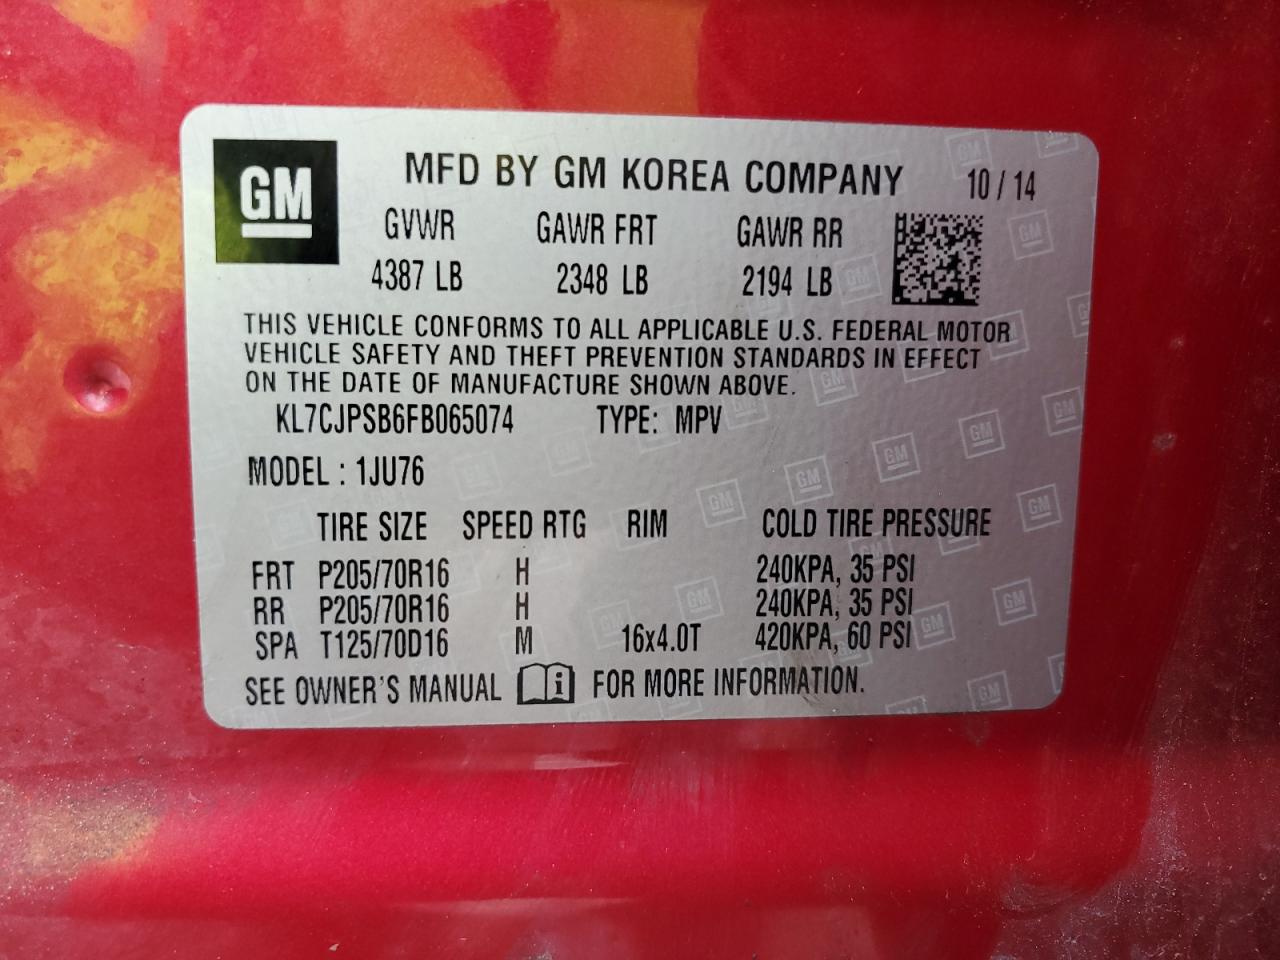 GM
MFD BY GM KOREA COMPANY 10 / 14
GVWR GAWR FRT GAWR RR
4387 LB 2348 LB 2194 LB
THIS VEHICLE CONFORMS TO ALL APPLICABLE U.S. FEDERAL MOTOR
VEHICLE SAFETY AND THEFT PREVENTION STANDARDS IN EFFECT
ON THE DATE OF MANUFACTURE SHOWN ABOVE.
KL7CJPSB6FB065074 TYPE: MPV
MODEL : 1JU76
TIRE SIZE SPEED RTG RIM COLD TIRE PRESSURE
FRT P205/70R16 H 240KPA, 35 PSI
RR P205/70R16 H 240KPA, 35 PSI
SPA T125/70D16 M 16x4.0T 420KPA, 60 PSI
SEE OWNER'S MANUAL i FOR MORE INFORMATION.